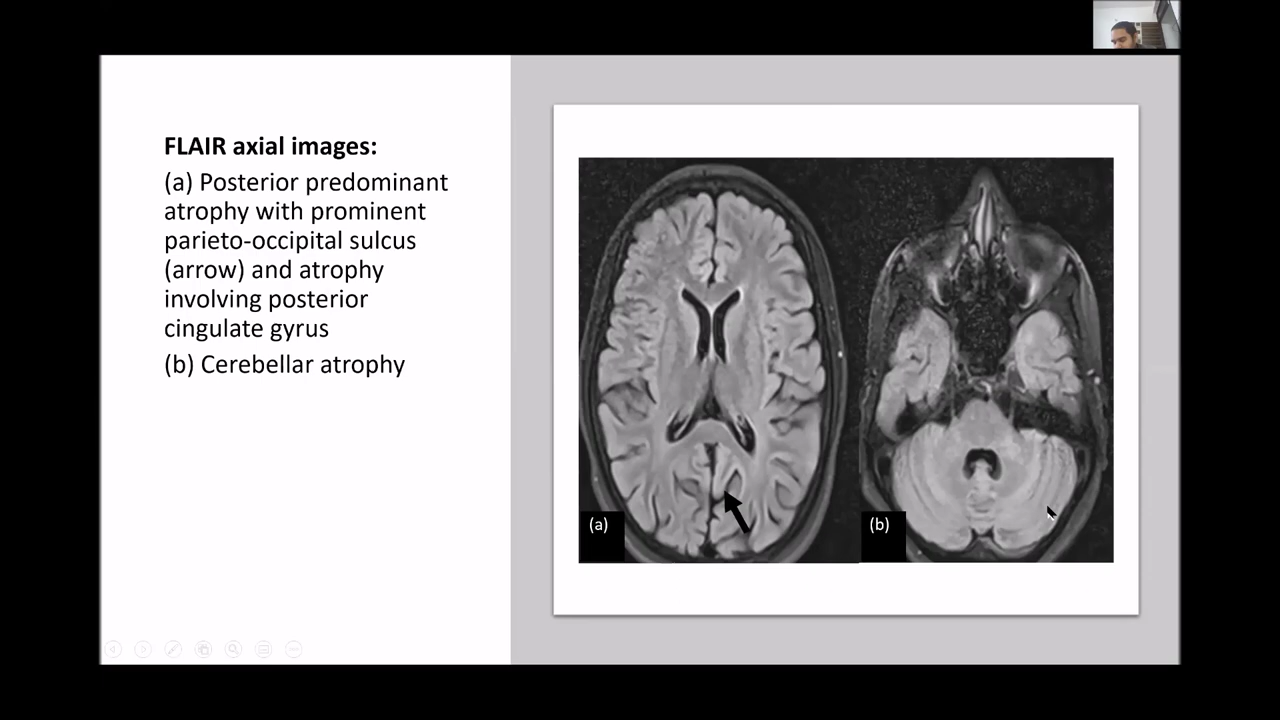 FLAIR axial images:
(a) Posterior predominant
atrophy with prominent
parieto-occipital sulcus
(arrow) and atrophy
involving posterior
cingulate gyrus
(b) Cerebellar atrophy
(a)
(b)